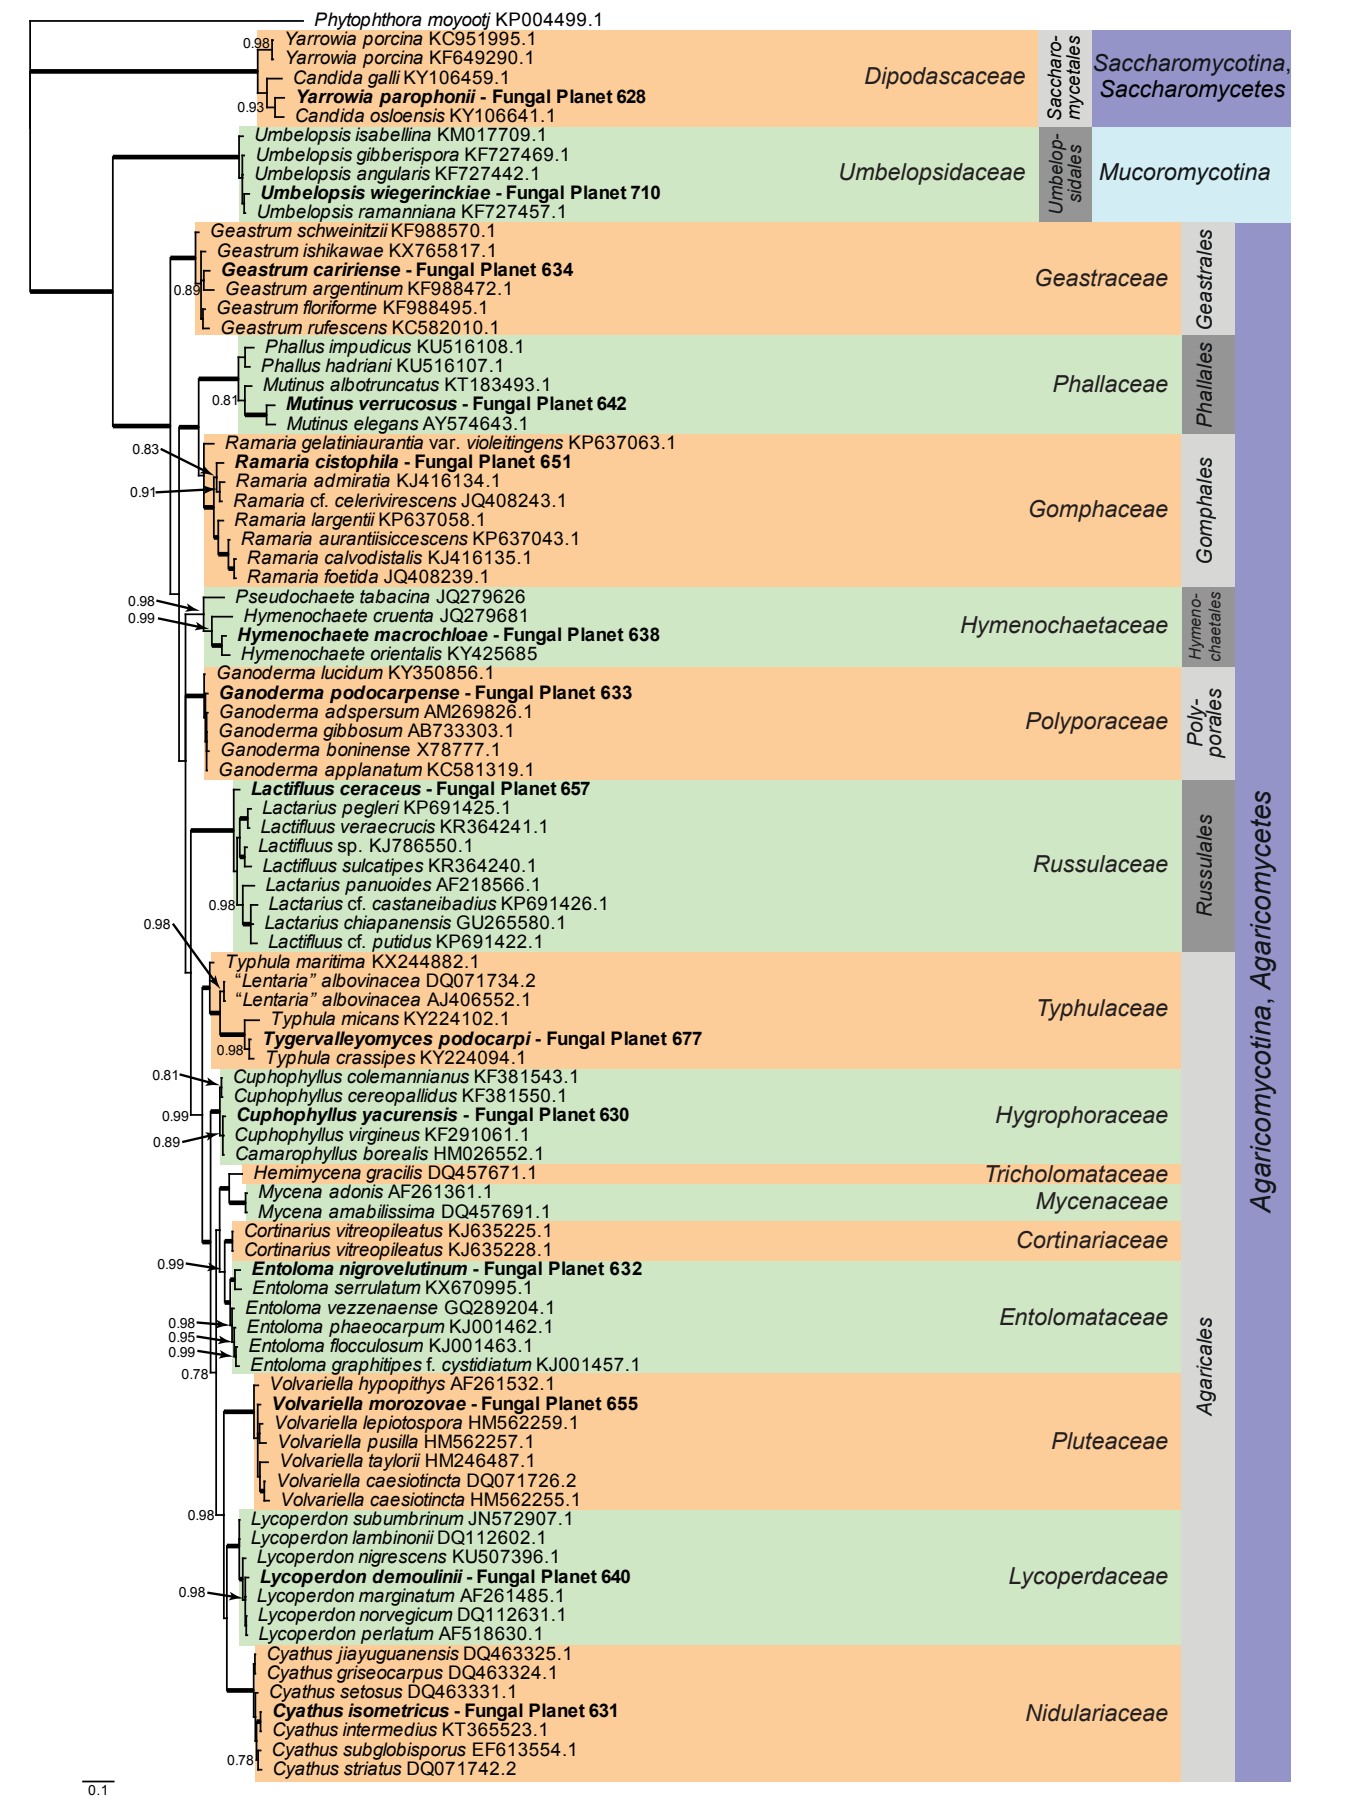 Phytophthora moyootj KP004499.1
0.98
Yarrowia porcina KC951995.1
Yarrowia porcina KF649290.1
Candida galli KY106459.1
Yarrowia parophonii - Fungal Planet 628
0.93
Candida osloensis KY106641.1
Dipodascaceae
Saccharo-
mycetales
Saccharomycotina,
Saccharomycetes
Umbelopsis isabellina KM017709.1
Umbelopsis gibberispora KF727469.1
Umbelopsis angularis KF727442.1
Umbelopsis wiegerinckiae - Fungal Planet 710
Umbelopsis ramanniana KF727457.1
Umbelopsidaceae
Umbelop-
sidales
Mucoromycotina
Geastrum schweinitzii KF988570.1
Geastrum ishikawae KX765817.1
Geastrum caririense - Fungal Planet 634
0.89
Geastrum argentinum KF988472.1
Geastrum floriforme KF988495.1
Geastrum rufescens KC582010.1
Geastraceae
Geastrales
Phallus impudicus KU516108.1
Phallus hadriani KU516107.1
Mutinus albotruncatus KT183493.1
0.81
Mutinus verrucosus - Fungal Planet 642
Mutinus elegans AY574643.1
Phallaceae
Phallales
Ramaria gelatiniaurantia var. violeitingens KP637063.1
0.83
Ramaria cistophila - Fungal Planet 651
Ramaria admiratia KJ416134.1
0.91
Ramaria cf. celerivirescens JQ408243.1
Ramaria largentii KP637058.1
Ramaria aurantiisiccescens KP637043.1
Ramaria calvodistalis KJ416135.1
Ramaria foetida JQ408239.1
Gomphaceae
Gomphales
0.98
Pseudochaete tabacina JQ279626
0.99
Hymenochaete cruenta JQ279681
Hymenochaete macrochloae - Fungal Planet 638
Hymenochaete orientalis KY425685
Hymenochaetaceae
Hymeno-
chaetales
Ganoderma lucidum KY350856.1
Ganoderma podocarpense - Fungal Planet 633
Ganoderma adspersum AM269826.1
Ganoderma gibbosum AB733303.1
Ganoderma boninense X78777.1
Ganoderma applanatum KC581319.1
Polyporaceae
Poly-
porales
Lactifluus ceraceus - Fungal Planet 657
Lactarius pegleri KP691425.1
Lactifluus veraecrucis KR364241.1
Lactifluus sp. KJ786550.1
Lactifluus sulcatipes KR364240.1
Lactarius panuoides AF218566.1
0.98
Lactarius cf. castaneibadius KP691426.1
Lactarius chiapanensis GU265580.1
Lactifluus cf. putidus KP691422.1
Russulaceae
Russulales
0.98
Typhula maritima KX244882.1
“Lentaria” albovinacea DQ071734.2
“Lentaria” albovinacea AJ406552.1
Typhula micans KY224102.1
Tygervalleyomyces podocarpi - Fungal Planet 677
0.98
Typhula crassipes KY224094.1
Typhulaceae
0.81
Cuphophyllus colemannianus KF381543.1
Cuphophyllus cereopallidus KF381550.1
0.99
Cuphophyllus yacurensis - Fungal Planet 630
0.89
Cuphophyllus virgineus KF291061.1
Camarophyllus borealis HM026552.1
Hygrophoraceae
Hemimycena gracilis DQ457671.1
Tricholomataceae
Mycena adonis AF261361.1
Mycena amabilissima DQ457691.1
Mycenaceae
Cortinarius vitreopileatus KJ635225.1
Cortinarius vitreopileatus KJ635228.1
Cortinariaceae
0.99
Entoloma nigrovelutinum - Fungal Planet 632
Entoloma serrulatum KX670995.1
Entoloma vezzenaense GQ289204.1
0.98
Entoloma phaeocarpum KJ001462.1
0.95
Entoloma flocculosum KJ001463.1
0.99
Entoloma graphitipes f. cystidiatum KJ001457.1
Entolomataceae
0.78
Volvariella hypopithys AF261532.1
Volvariella morozovae - Fungal Planet 655
Volvariella lepiotospora HM562259.1
Volvariella pusilla HM562257.1
Volvariella taylorii HM246487.1
Volvariella caesiotincta DQ071726.2
Volvariella caesiotincta HM562255.1
Pluteaceae
0.98
Lycoperdon subumbrinum JN572907.1
Lycoperdon lambinonii DQ112602.1
Lycoperdon nigrescens KU507396.1
Lycoperdon demoulinii - Fungal Planet 640
0.98
Lycoperdon marginatum AF261485.1
Lycoperdon norvegicum DQ112631.1
Lycoperdon perlatum AF518630.1
Lycoperdaceae
Cyathus jiayuguanensis DQ463325.1
Cyathus griseocarpus DQ463324.1
Cyathus setosus DQ463331.1
Cyathus isometricus - Fungal Planet 631
Cyathus intermedius KT365523.1
Cyathus subglobisporus EF613554.1
0.78
Cyathus striatus DQ071742.2
Nidulariaceae
Agaricales
Agaricomycotina, Agaricomycetes
0.1